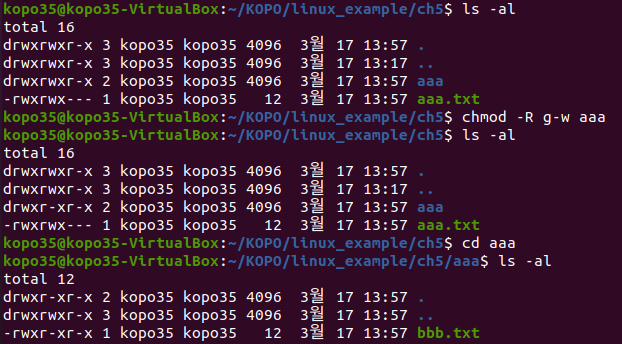 kopo35@kopo35-VirtualBox:~/KOPO/linux_example/ch5$ ls -al
total 16
drwxrwxr-x 3 kopo35 kopo35 4096  3월 17 13:57 .
drwxrwxr-x 3 kopo35 kopo35 4096  3월 17 13:17 ..
drwxrwxr-x 2 kopo35 kopo35 4096  3월 17 13:57 aaa
-rwxrwx--- 1 kopo35 kopo35   12  3월 17 13:57 aaa.txt
kopo35@kopo35-VirtualBox:~/KOPO/linux_example/ch5$ chmod -R g-w aaa
kopo35@kopo35-VirtualBox:~/KOPO/linux_example/ch5$ ls -al
total 16
drwxrwxr-x 3 kopo35 kopo35 4096  3월 17 13:57 .
drwxrwxr-x 3 kopo35 kopo35 4096  3월 17 13:17 ..
drwxr-xr-x 2 kopo35 kopo35 4096  3월 17 13:57 aaa
-rwxrwx--- 1 kopo35 kopo35   12  3월 17 13:57 aaa.txt
kopo35@kopo35-VirtualBox:~/KOPO/linux_example/ch5$ cd aaa
kopo35@kopo35-VirtualBox:~/KOPO/linux_example/ch5/aaa$ ls -al
total 12
drwxr-xr-x 2 kopo35 kopo35 4096  3월 17 13:57 .
drwxrwxr-x 3 kopo35 kopo35 4096  3월 17 13:57 ..
-rwxr-xr-x 1 kopo35 kopo35   12  3월 17 13:57 bbb.txt